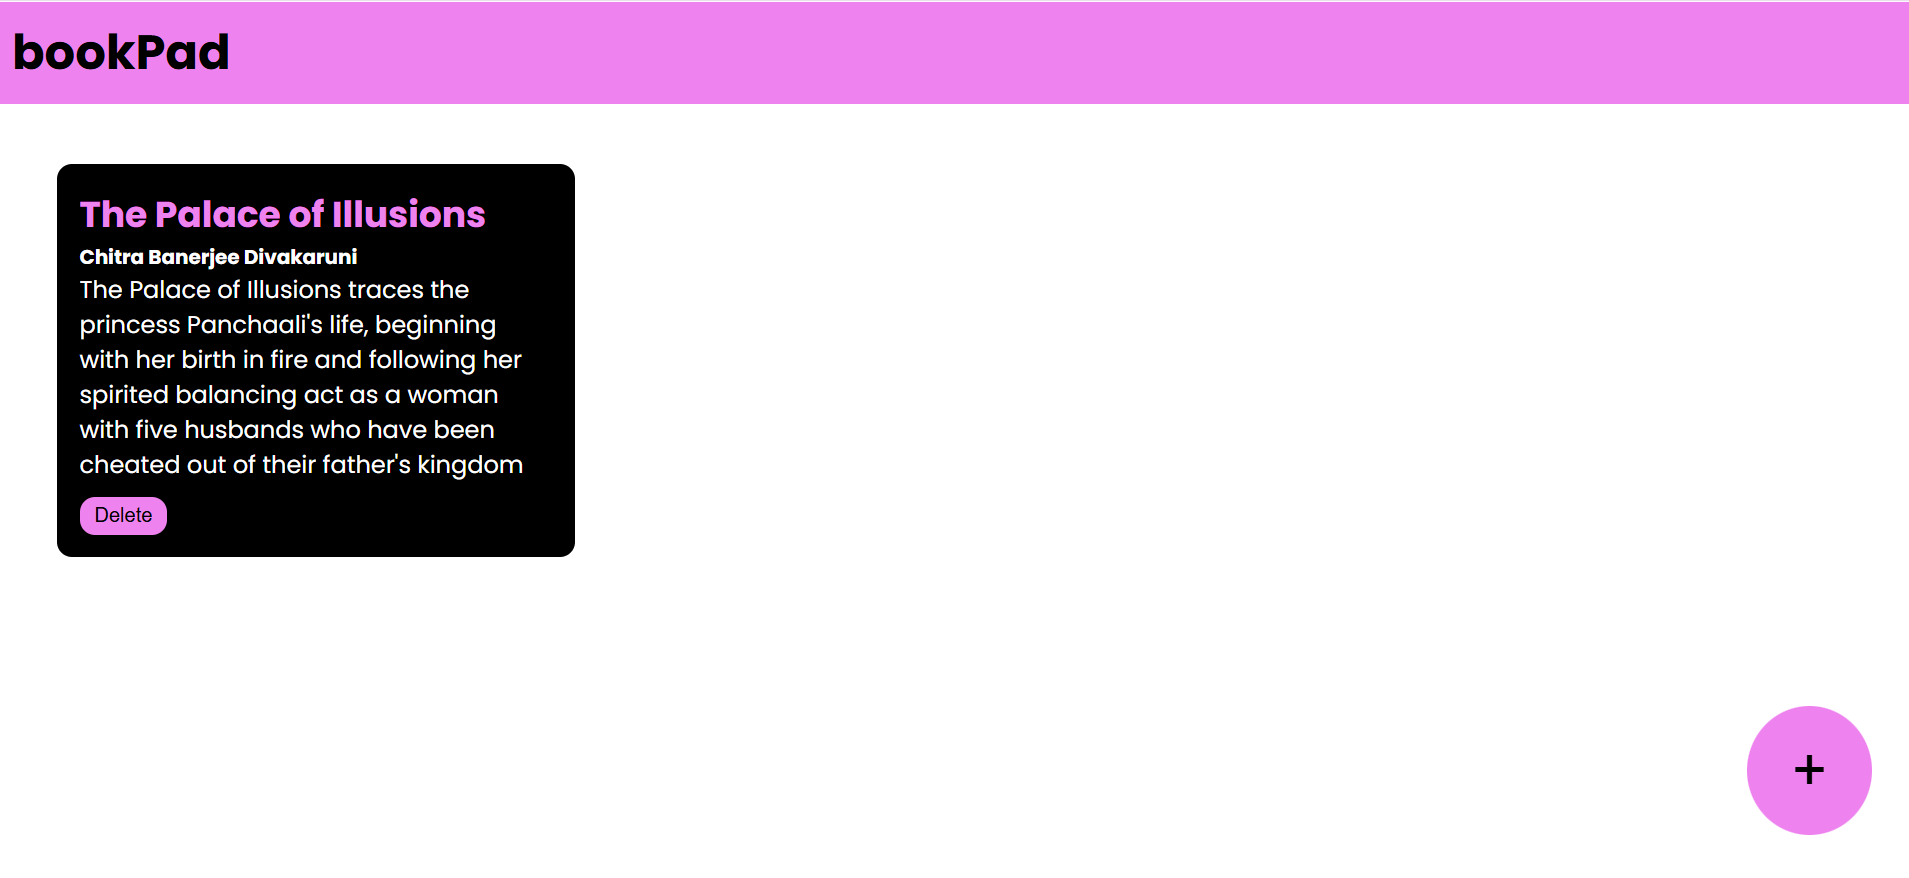 bookPad
The Palace of Illusions
Chitra Banerjee Divakaruni
The Palace of Illusions traces the
princess Panchaali's life, beginning
with her birth in fire and following her
spirited balancing act as a woman
with five husbands who have been
cheated out of their father's kingdom
Delete
+